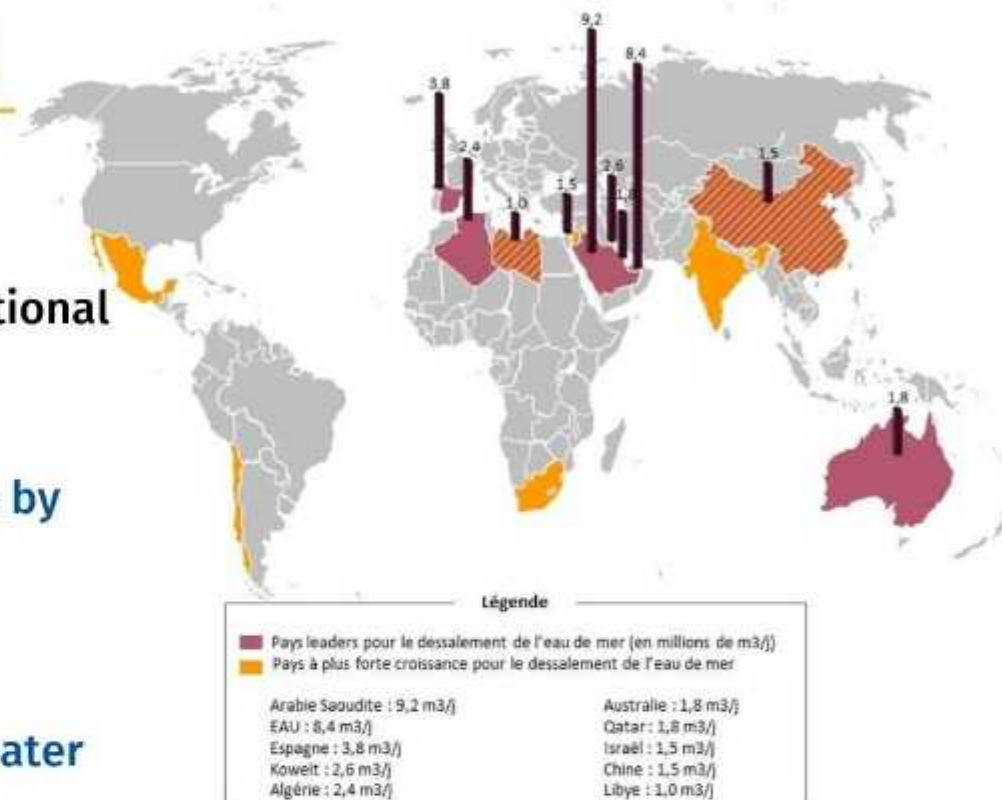 9,2
8,4
3,8
2,4
2,6
1,5
1,0
1,5
tional
1,8
by
Légende
Pays leaders pour le dessalement de l'eau de mer (en millions de m3/j)
Pays à plus forte croissance pour le dessalement de l'eau de mer
Arabie Saoudite : 9,2 m3/j
EAU : 8,4 m3/j
Espagne : 3,8 m3/j
Koweit : 2,6 m3/j
Algérie : 2,4 m3/j
Australie : 1,8 m3/j
Qatar : 1,8 m3/j
Israël : 1,5 m3/j
Chine : 1,5 m3/j
Libye : 1,0 m3/j
ater